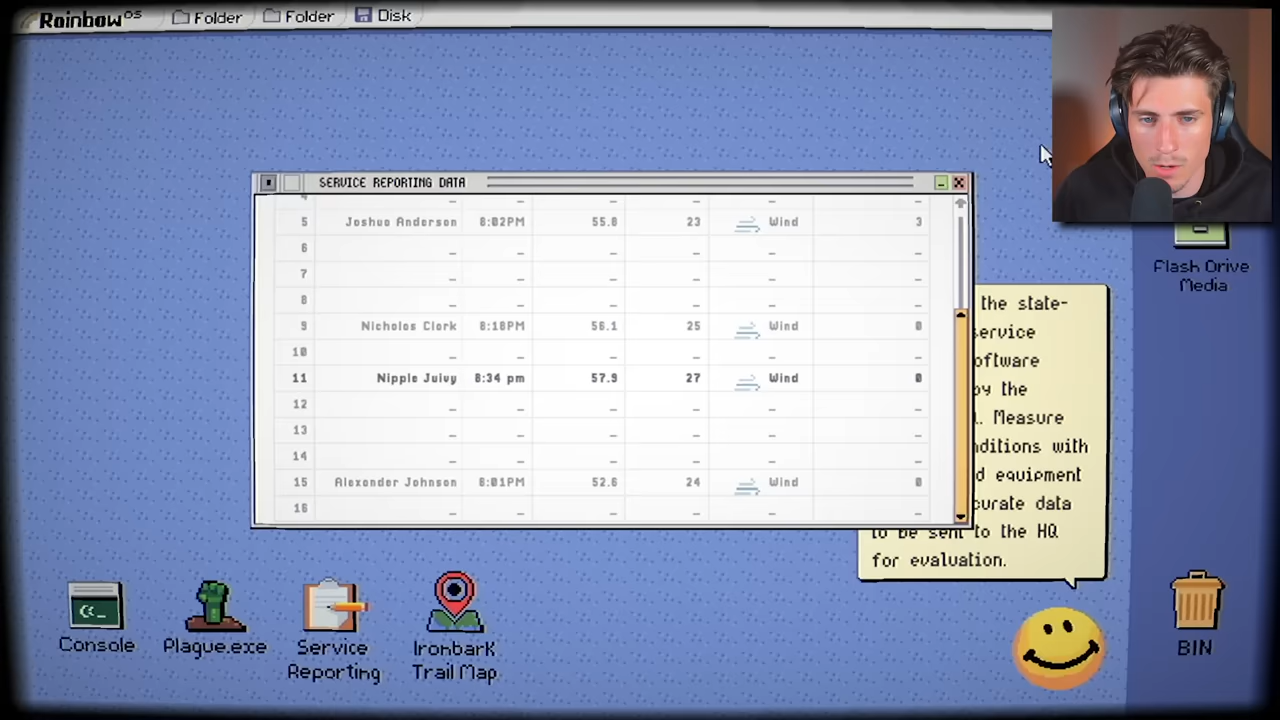 Rainbow OS Folder Folder Disk
SERVICE REPORTING DATA
5 Joshua Anderson 8:02PM 55.8 23 Wind 3
6 – – – – – –
7 – – – – – –
8 – – – – – –
9 Nicholas Clark 8:18PM 56.1 25 Wind 0
10 – – – – – –
11 Nipple Juivy 8:34 pm 57.9 27 Wind 0
12 – – – – – –
13 – – – – – –
14 – – – – – –
15 Alexander Johnson 8:01PM 52.6 24 Wind 0
16 – – – – – –
the state-
service
oftware
by the
. Measure
nditions with
d equipment
curate data
to be sent to the HQ
for evaluation.
Flash Drive
Media
Console
Plague.exe
Service
Reporting
Ironbark
Trail Map
BIN